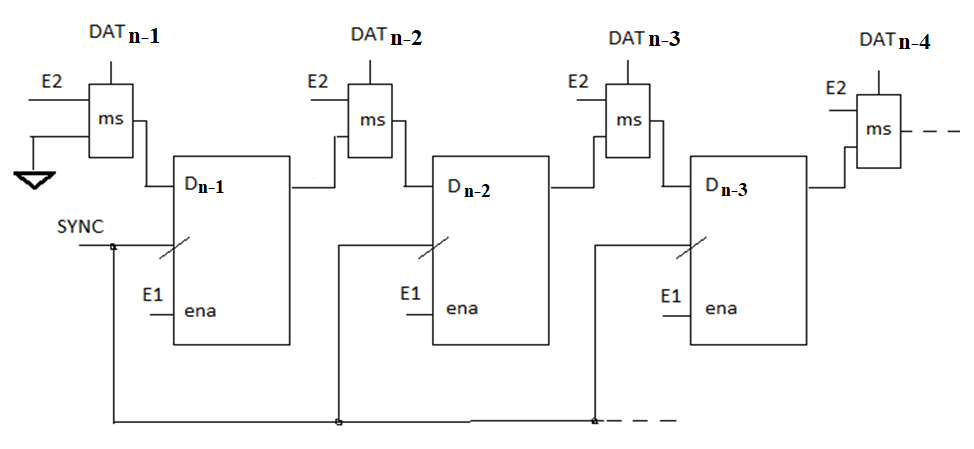 DAT n-1
DAT n-2
DAT n-3
DAT n-4
E2
E2
E2
E2
ms
ms
ms
ms
Dn-1
D n-2
D n-3
SYNC
E1
E1
E1
ena
ena
ena